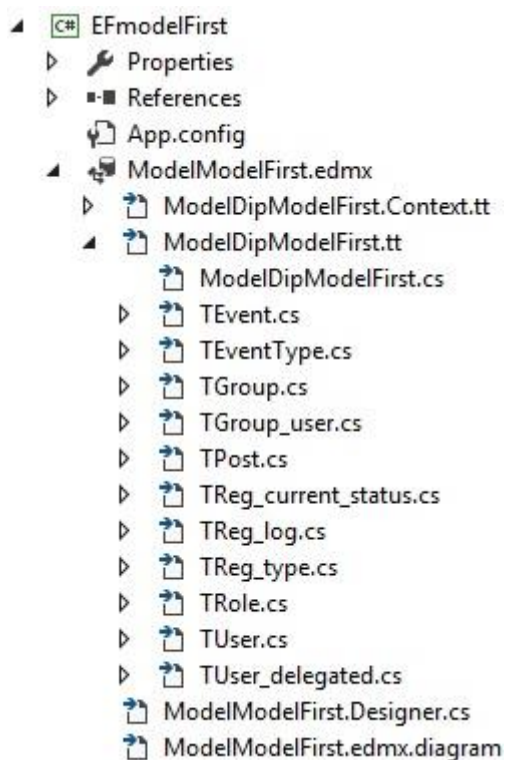 C# EFmodelFirst
Properties
References
App.config
ModelModelFirst.edmx
ModelDipModelFirst.Context.tt
ModelDipModelFirst.tt
ModelDipModelFirst.cs
TEvent.cs
TEventType.cs
TGroup.cs
TGroup_user.cs
TPost.cs
TReg_current_status.cs
TReg_log.cs
TReg_type.cs
TRole.cs
TUser.cs
TUser_delegated.cs
ModelModelFirst.Designer.cs
ModelModelFirst.edmx.diagram